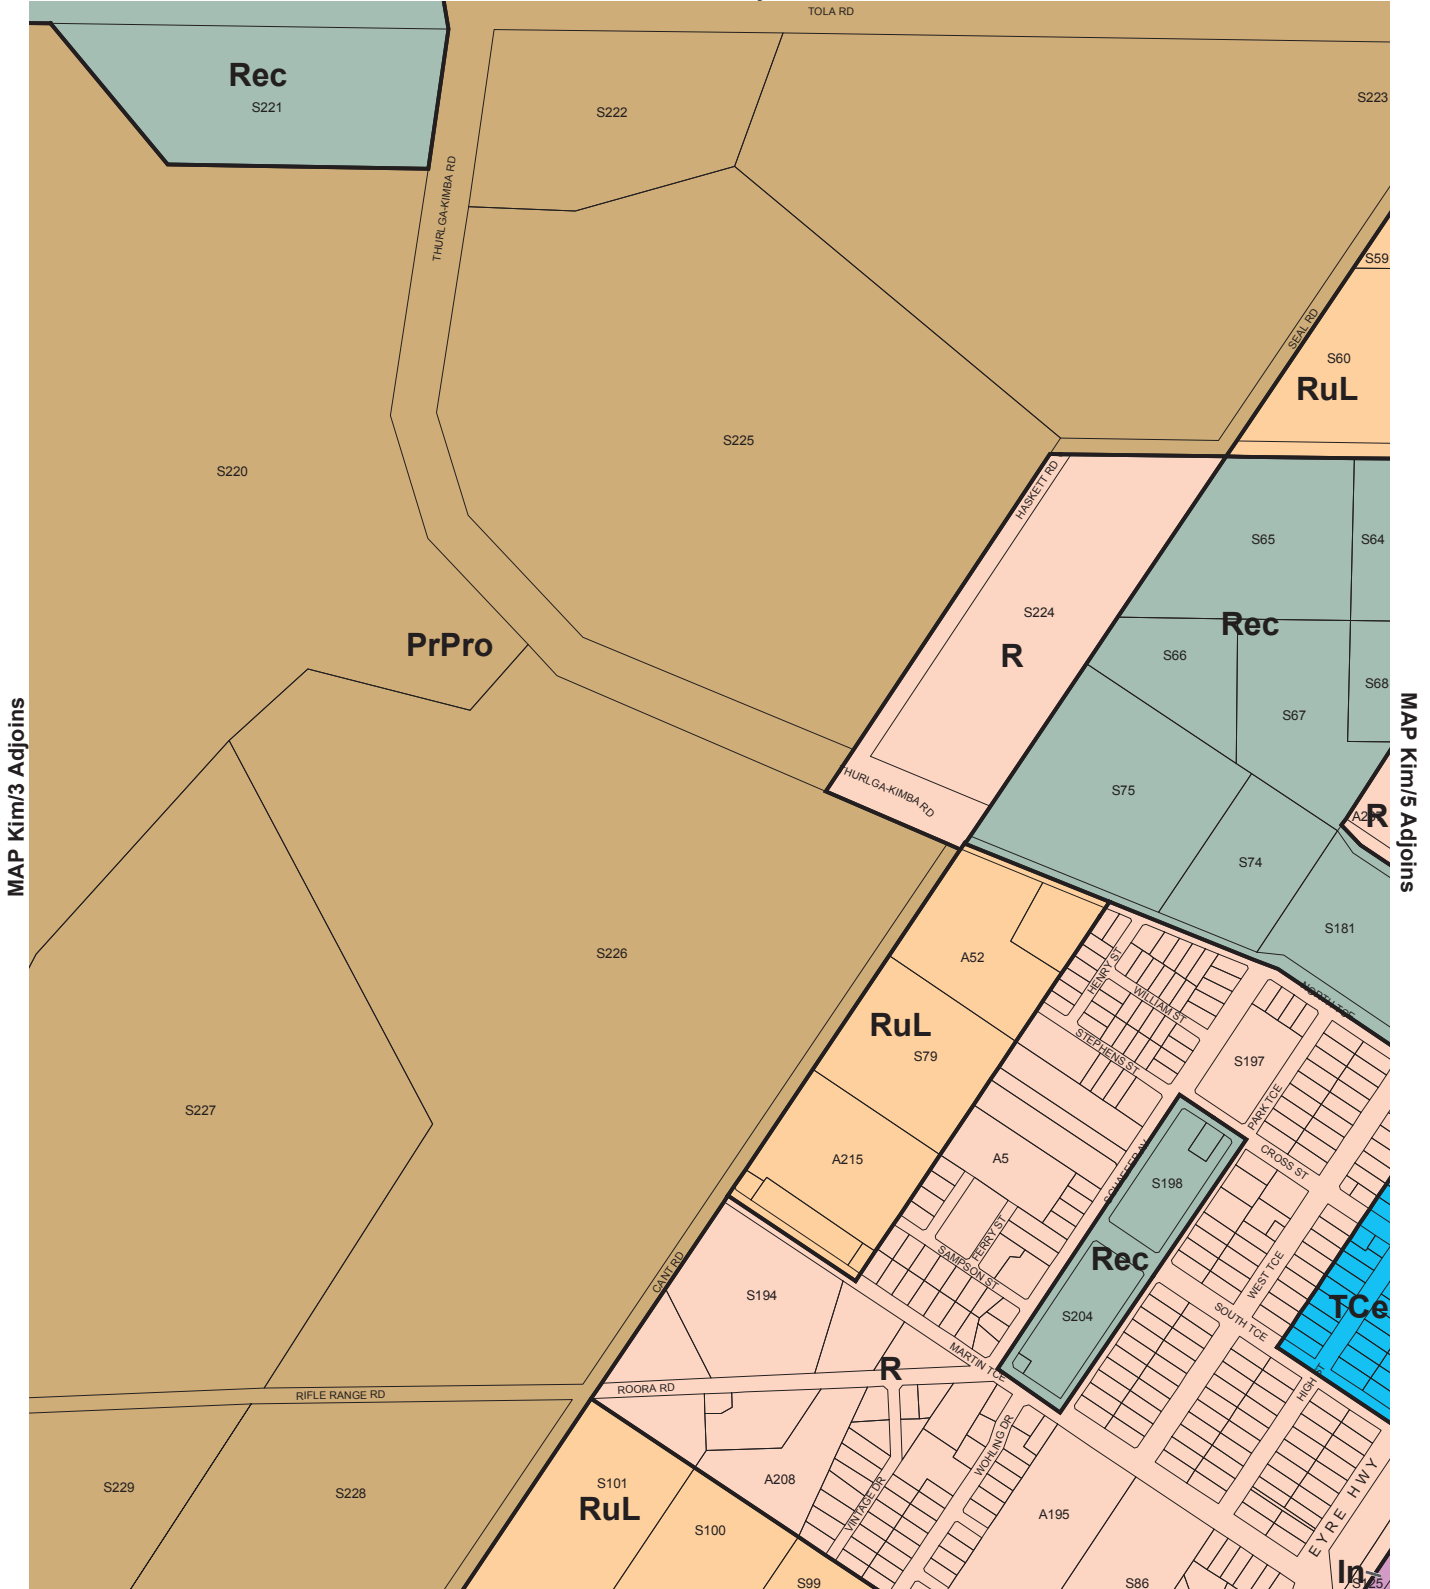 TOLA RD
Rec
S221
S222
S223
THURLGA-KIMBA RD
S59
SEAL RD
S60
RuL
S225
S220
HASKETT RD
S65
S64
S224
Rec
R
S66
S68
S67
PrPro
MAP Kim/3 Adjoins
MAP Kim/5 Adjoins
THURLGA-KIMBA RD
S75
R
S74
S181
S226
A52
HENRY ST
WILLIAM ST
NORTH TCE
RuL
S79
STEPHENS ST
S197
PARK TCE
S227
A215
A5
CROSS ST
SCHAFFER AV
S198
FERRY ST
SAMPSON ST
Rec
CANT RD
WEST TCE
S194
TCe
S204
SOUTH TCE
MARTIN TCE
R
ROORA RD
RIFLE RANGE RD
HIGH ST
WOHLING DR
S229
S228
S101
RuL
A208
VINTAGE DR
S100
A195
EYRE HWY
S99
S86
In